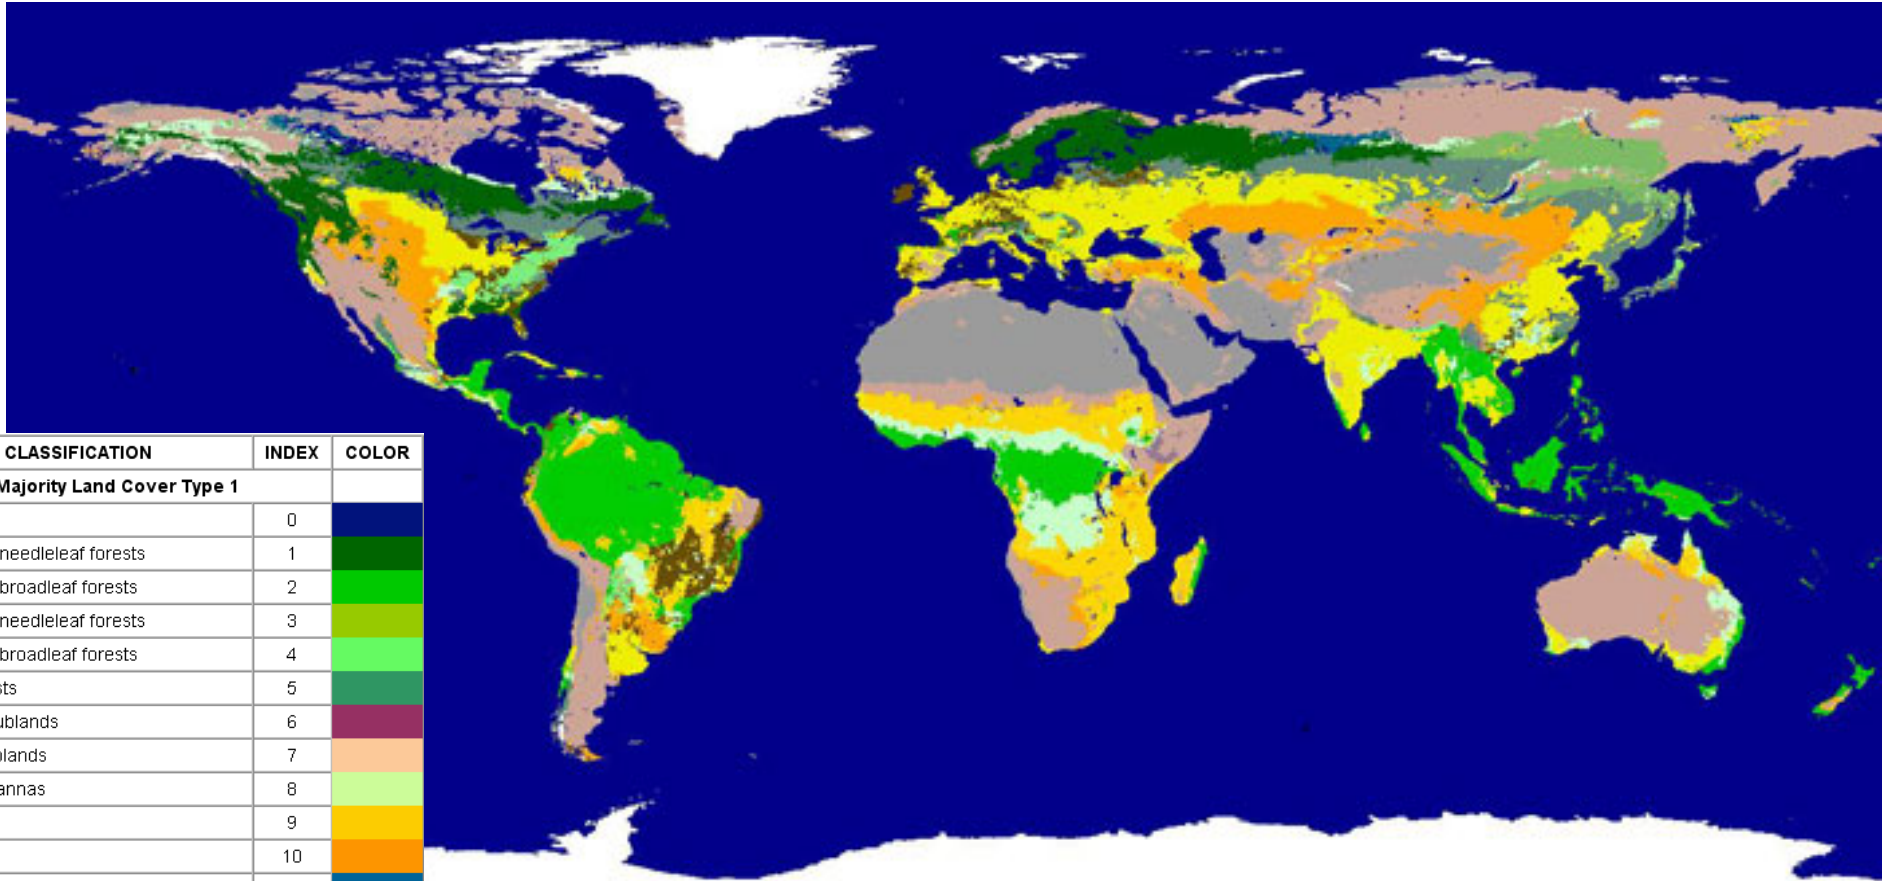 CLASSIFICATION INDEX COLOR
Majority Land Cover Type 1
0
needleleaf forests 1
broadleaf forests 2
needleleaf forests 3
broadleaf forests 4
sts 5
ublands 6
lands 7
annas 8
9
10